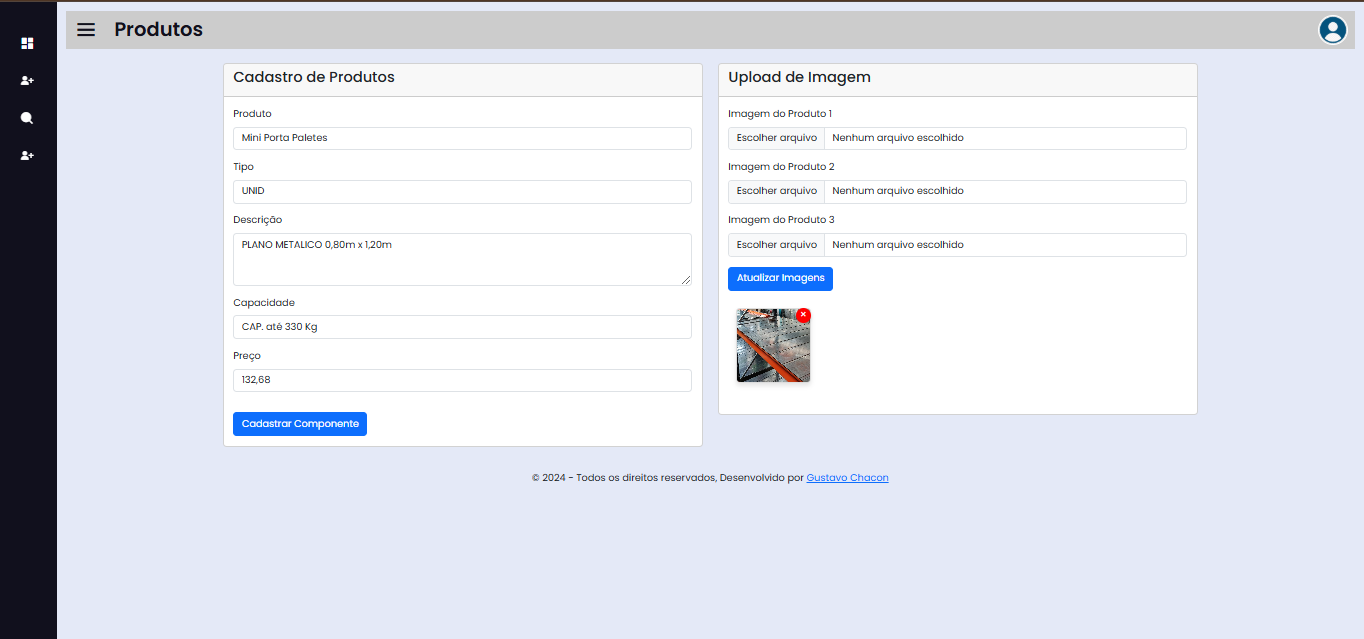 Produtos
Cadastro de Produtos
Produto
Mini Porta Paletes
Tipo
UNID
Descrição
PLANO METALICO 0,80m x 1,20m
Capacidade
CAP. até 330 Kg
Preço
132,68
Cadastrar Componente
Upload de Imagem
Imagem do Produto 1
Escolher arquivo Nenhum arquivo escolhido
Imagem do Produto 2
Escolher arquivo Nenhum arquivo escolhido
Imagem do Produto 3
Escolher arquivo Nenhum arquivo escolhido
Atualizar Imagens
© 2024 - Todos os direitos reservados, Desenvolvido por Gustavo Chacon